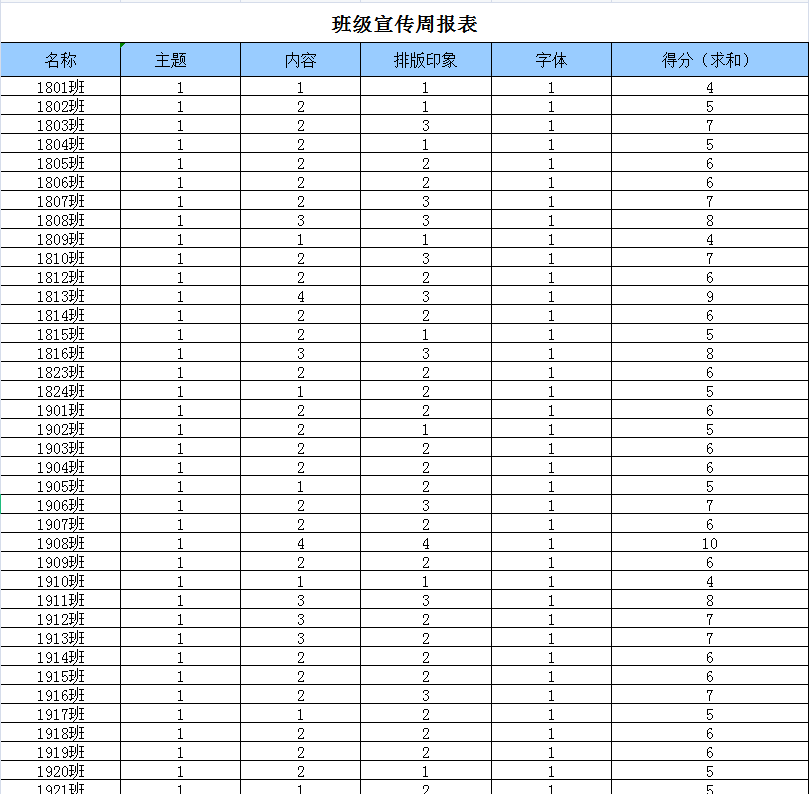 班级宣传周报表
名称 主题 内容 排版印象 字体 得分（求和）
1801班 1 1 1 1 4
1802班 1 2 1 1 5
1803班 1 2 3 1 7
1804班 1 2 1 1 5
1805班 1 2 2 1 6
1806班 1 2 2 1 6
1807班 1 2 3 1 7
1808班 1 3 3 1 8
1809班 1 1 1 1 4
1810班 1 2 3 1 7
1812班 1 2 2 1 6
1813班 1 4 3 1 9
1814班 1 2 2 1 6
1815班 1 2 1 1 5
1816班 1 3 3 1 8
1823班 1 2 2 1 6
1824班 1 1 2 1 5
1901班 1 2 2 1 6
1902班 1 2 1 1 5
1903班 1 2 2 1 6
1904班 1 2 2 1 6
1905班 1 1 2 1 5
1906班 1 2 3 1 7
1907班 1 2 2 1 6
1908班 1 4 4 1 10
1909班 1 2 2 1 6
1910班 1 1 1 1 4
1911班 1 3 3 1 8
1912班 1 3 2 1 7
1913班 1 3 2 1 7
1914班 1 2 2 1 6
1915班 1 2 2 1 6
1916班 1 2 3 1 7
1917班 1 1 2 1 5
1918班 1 2 2 1 6
1919班 1 2 2 1 6
1920班 1 2 1 1 5
1921班 1 1 2 1 5